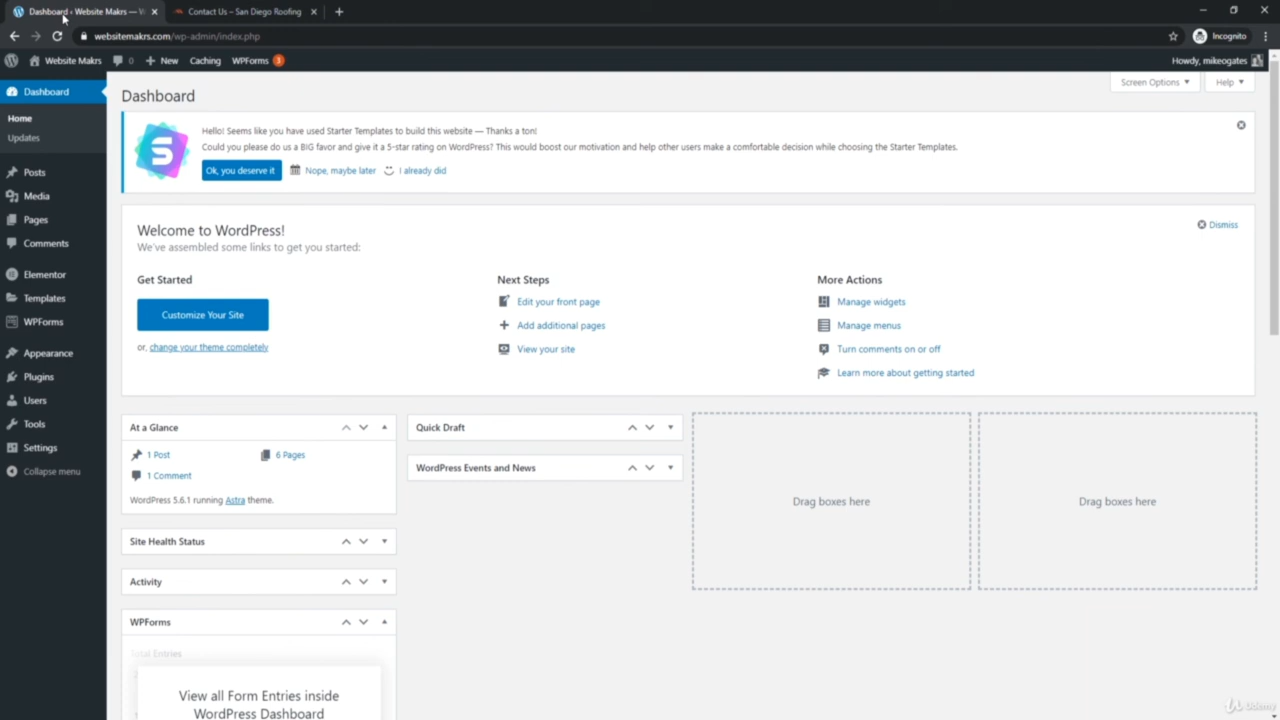 Dashboard ‹ Website Makrs — W
Contact Us – San Diego Roofing
websitemakrs.com/wp-admin/index.php
Incognito
Website Makrs
0
New
Caching
WPForms 3
Howdy, mikeogates
Dashboard
Home
Updates
Posts
Media
Pages
Comments
Elementor
Templates
WPForms
Appearance
Plugins
Users
Tools
Settings
Collapse menu
Dashboard
Screen Options
Help
Hello! Seems like you have used Starter Templates to build this website — Thanks a ton!
Could you please do us a BIG favor and give it a 5-star rating on WordPress? This would boost our motivation and help other users make a comfortable decision while choosing the Starter Templates.
Ok, you deserve it
Nope, maybe later
I already did
Welcome to WordPress!
We've assembled some links to get you started:
Dismiss
Get Started
Customize Your Site
or, change your theme completely
Next Steps
Edit your front page
Add additional pages
View your site
More Actions
Manage widgets
Manage menus
Turn comments on or off
Learn more about getting started
At a Glance
1 Post
6 Pages
1 Comment
WordPress 5.6.1 running Astra theme.
Site Health Status
Activity
WPForms
Total Entries
View all Form Entries inside
WordPress Dashboard
Quick Draft
WordPress Events and News
Drag boxes here
Drag boxes here
Udemy